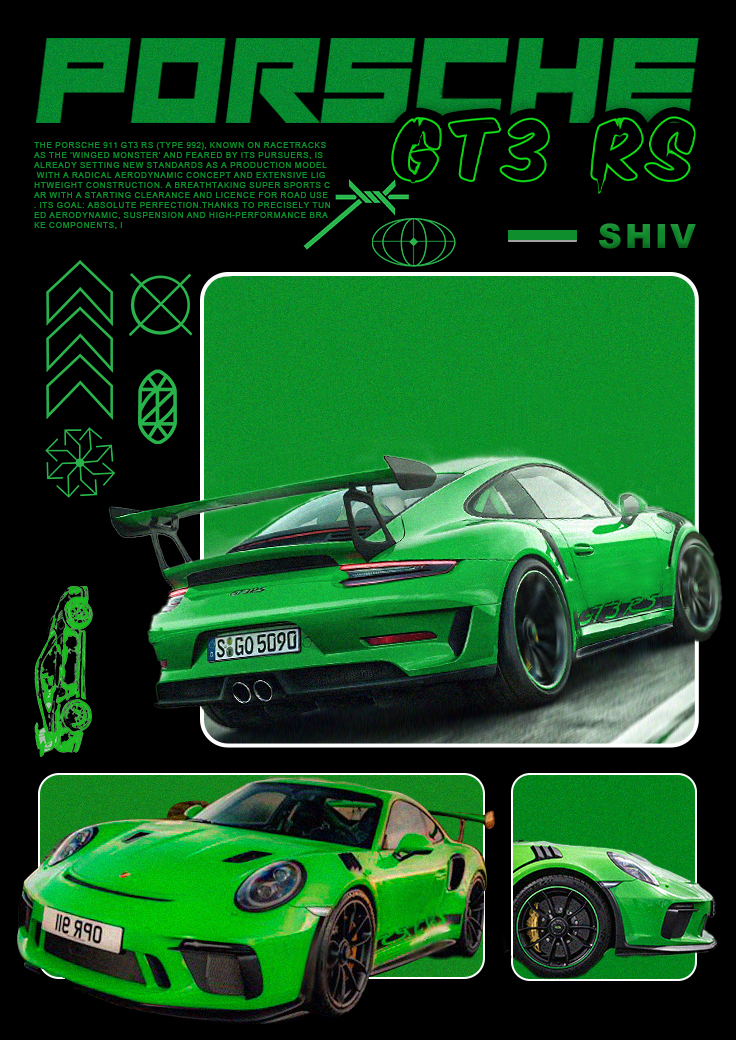 PORSCHE
GT3 RS
THE PORSCHE 911 GT3 RS (TYPE 992), KNOWN ON RACETRACKS
AS THE 'WINGED MONSTER' AND FEARED BY ITS PURSUERS, IS
ALREADY SETTING NEW STANDARDS AS A PRODUCTION MODEL
WITH A RADICAL AERODYNAMIC CONCEPT AND EXTENSIVE LIG
HTWEIGHT CONSTRUCTION. A BREATHTAKING SUPER SPORTS C
AR WITH A STARTING CLEARANCE AND LICENCE FOR ROAD USE
. ITS GOAL: ABSOLUTE PERFECTION.THANKS TO PRECISELY TUN
ED AERODYNAMIC, SUSPENSION AND HIGH-PERFORMANCE BRA
KE COMPONENTS, I
SHIV
GT3 RS
GT3 RS
S GO 5090
911 RPO